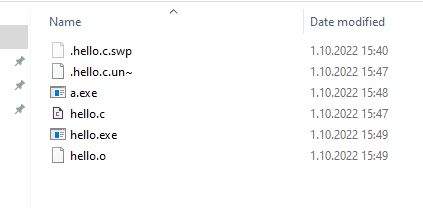 Name Date modified
.hello.c.swp 1.10.2022 15:40
.hello.c.un~ 1.10.2022 15:47
a.exe 1.10.2022 15:48
hello.c 1.10.2022 15:47
hello.exe 1.10.2022 15:49
hello.o 1.10.2022 15:49